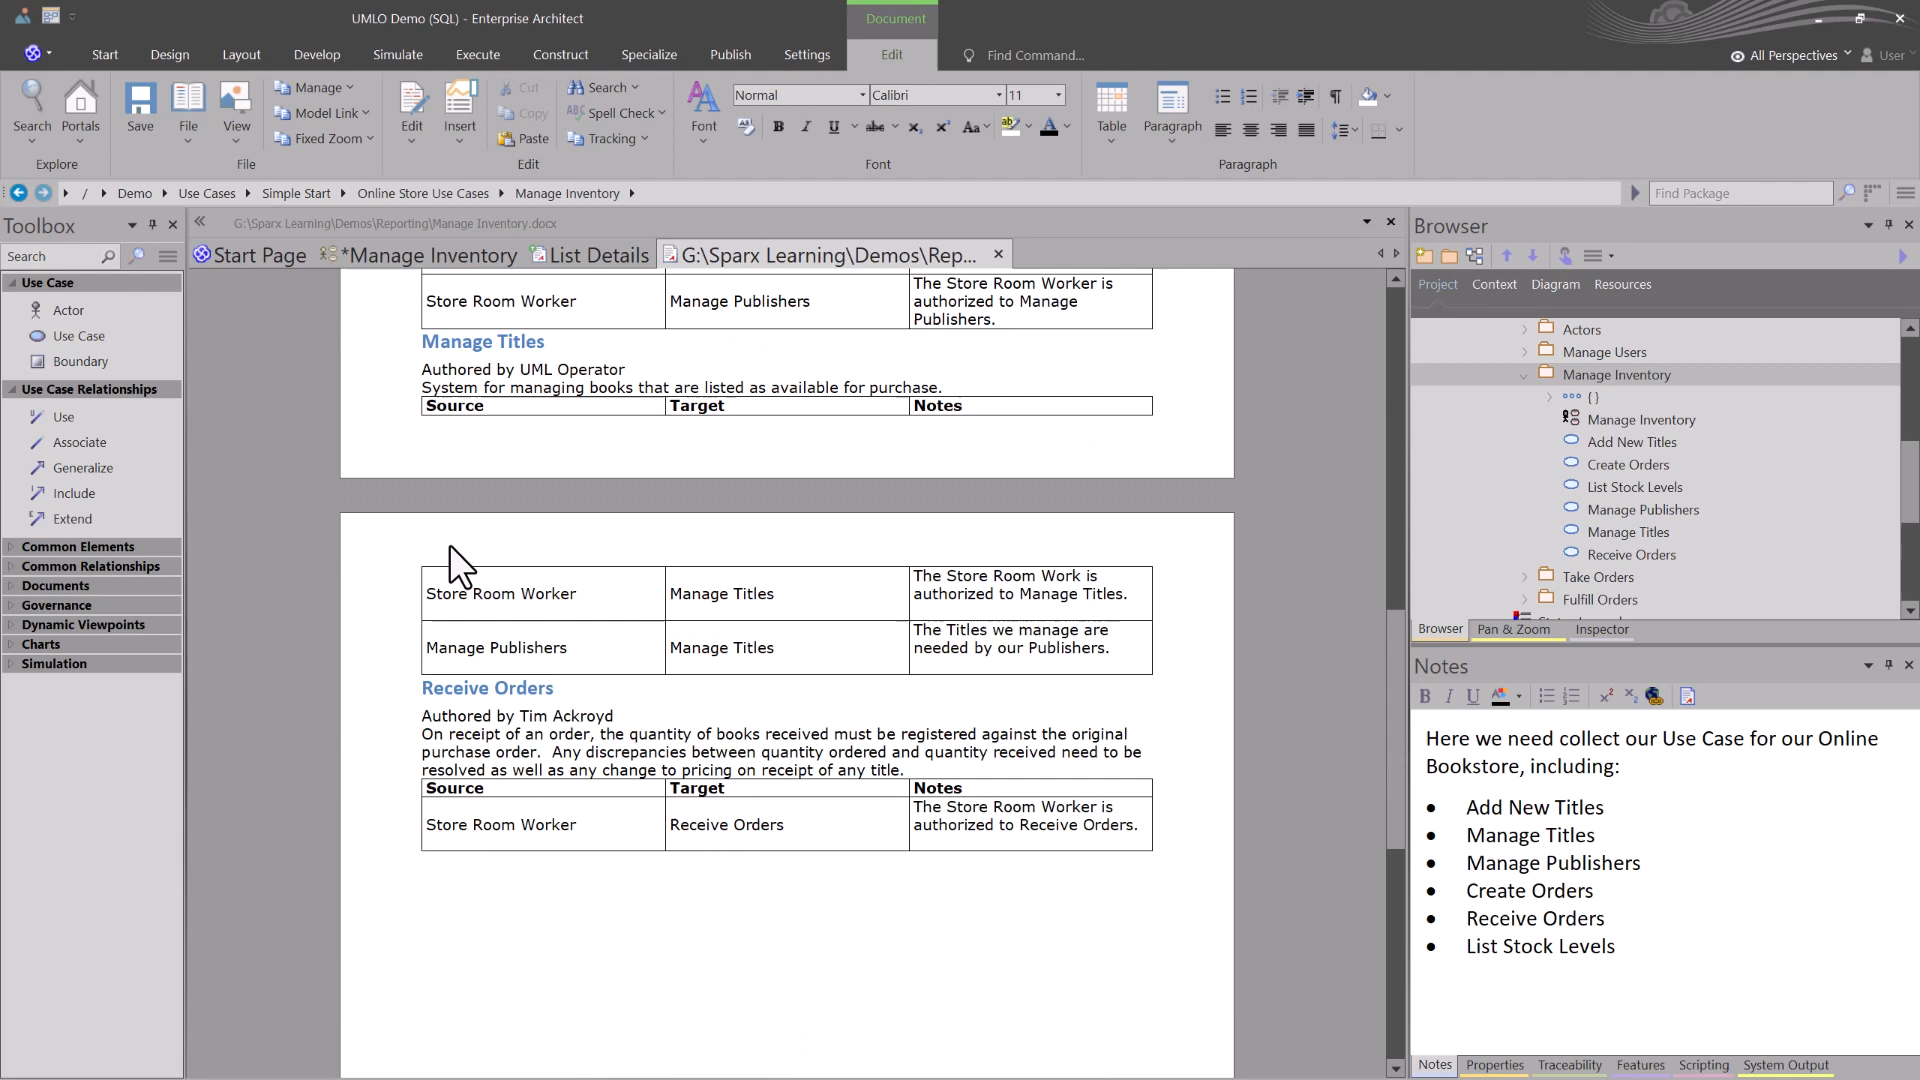 UMLO Demo (SQL) - Enterprise Architect
Document
Start Design Layout Develop Simulate Execute Construct Specialize Publish Settings Edit Find Command... All Perspectives User
Search Portals Save File View Manage Model Link Fixed Zoom Edit Insert Cut Copy Paste Search Spell Check Tracking Font Normal Calibri 11 Table Paragraph
Explore File Edit Font Paragraph
/ Demo Use Cases Simple Start Online Store Use Cases Manage Inventory Find Package
Toolbox
Search
Use Case
Actor
Use Case
Boundary
Use Case Relationships
Use
Associate
Generalize
Include
Extend
Common Elements
Common Relationships
Documents
Governance
Dynamic Viewpoints
Charts
Simulation
G:\Sparx Learning\Demos\Reporting\Manage Inventory.docx
Start Page *Manage Inventory List Details G:\Sparx Learning\Demos\Rep...
Store Room Worker Manage Publishers The Store Room Worker is
authorized to Manage
Publishers.
Manage Titles
Authored by UML Operator
System for managing books that are listed as available for purchase.
Source Target Notes
Store Room Worker Manage Titles The Store Room Work is
authorized to Manage Titles.
Manage Publishers Manage Titles The Titles we manage are
needed by our Publishers.
Receive Orders
Authored by Tim Ackroyd
On receipt of an order, the quantity of books received must be registered against the original
purchase order.  Any discrepancies between quantity ordered and quantity received need to be
resolved as well as any change to pricing on receipt of any title.
Source Target Notes
Store Room Worker Receive Orders The Store Room Worker is
authorized to Receive Orders.
Browser
Project Context Diagram Resources
Actors
Manage Users
Manage Inventory
{ }
Manage Inventory
Add New Titles
Create Orders
List Stock Levels
Manage Publishers
Manage Titles
Receive Orders
Take Orders
Fulfill Orders
Browser Pan & Zoom Inspector
Notes
Here we need collect our Use Case for our Online
Bookstore, including:
• Add New Titles
• Manage Titles
• Manage Publishers
• Create Orders
• Receive Orders
• List Stock Levels
Notes Properties Traceability Features Scripting System Output